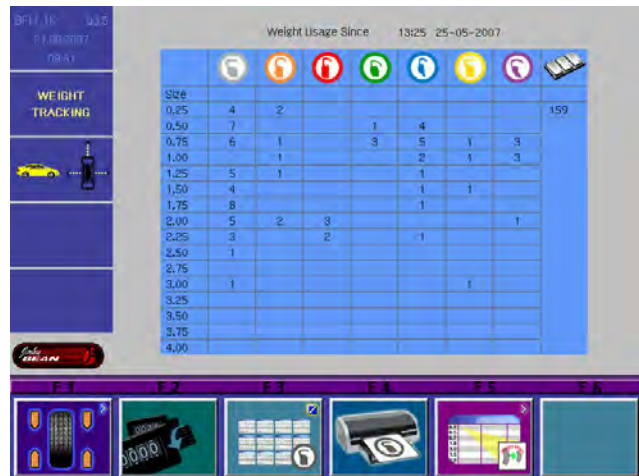 Weight Usage Since 13:25 25-05-2007
WEIGHT
TRACKING
Size
0.25 4 2 159
0.50 7 1 4
0.75 6 1 3 5 1 3
1.00 1 2 1 3
1.25 5 1 1
1.50 4 1 1
1.75 8 1
2.00 5 2 3 1
2.25 3 2 1
2.50 1
2.75
3.00 1 1
3.25
3.50
3.75
4.00
BEAN
F1 F2 F3 F4 F5 F6